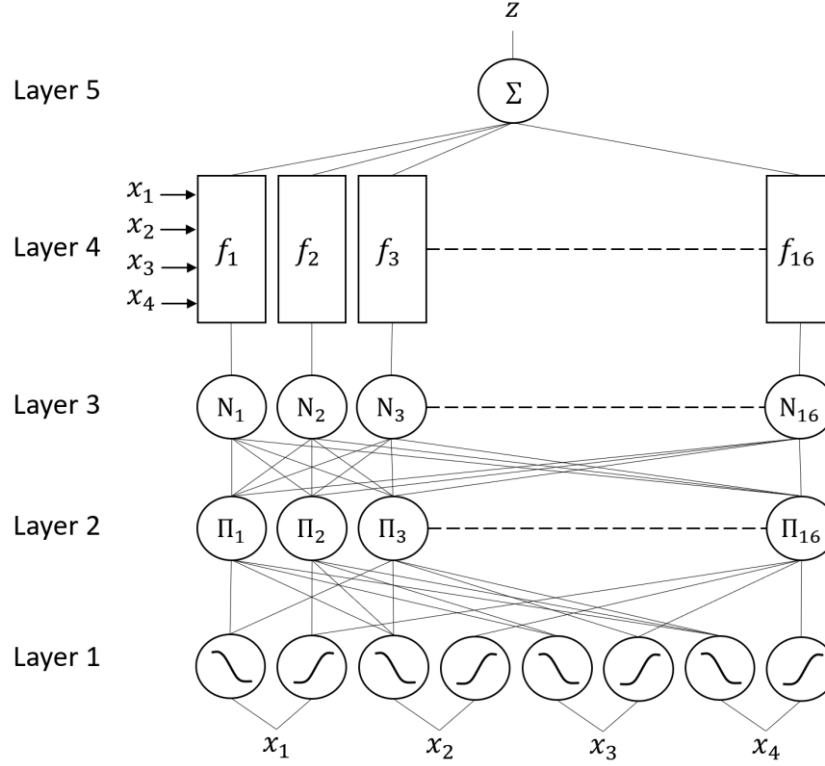 z
Layer 5 Σ
x₁
x₂
Layer 4 f₁ f₂ f₃ f₁₆
x₃
x₄
Layer 3 N₁ N₂ N₃ N₁₆
Layer 2 Π₁ Π₂ Π₃ Π₁₆
Layer 1
x₁ x₂ x₃ x₄